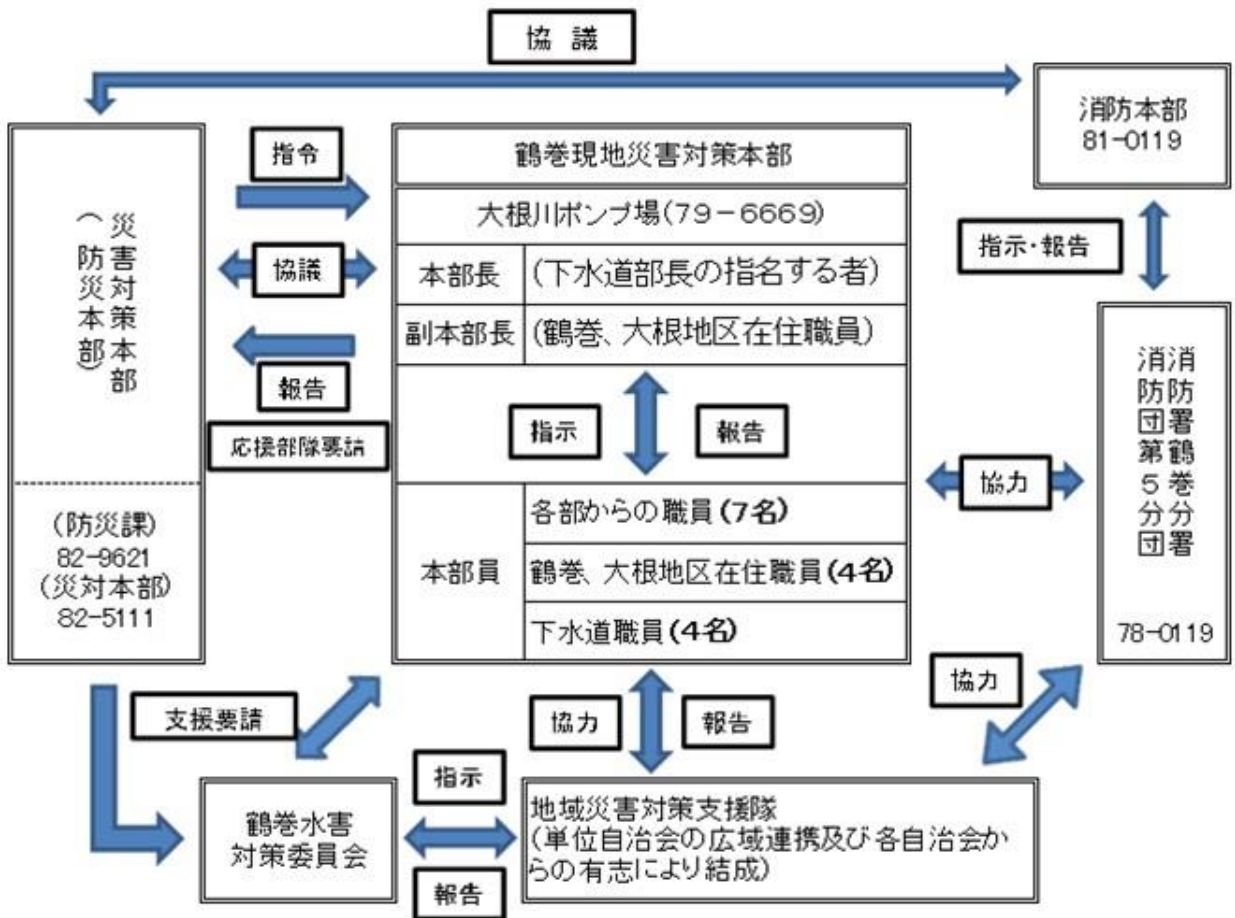 協 議
消防本部
81-0119
指令
鶴巻現地災害対策本部
大根川ポンプ場(79-6669)
災害対策本部
(防災本部)
協議
本部長
(下水道部長の指名する者)
指示・報告
副本部長
(鶴巻、大根地区在住職員)
報告
応援部隊要請
指示
報告
消防署鶴巻分署
消防団第5分団
78-0119
協力
(防災課)
82-9621
(災対本部)
82-5111
本部員
各部からの職員(7名)
鶴巻、大根地区在住職員(4名)
下水道職員(4名)
支援要請
協力
報告
協力
鶴巻水害
対策委員会
指示
報告
地域災害対策支援隊
(単位自治会の広域連携及び各自治会か
らの有志により結成)